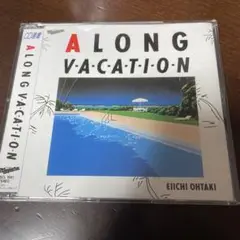 A LONG
V·A·C·A·T·I·O·N
EIICHI OHTAKI
A LONG VACATION